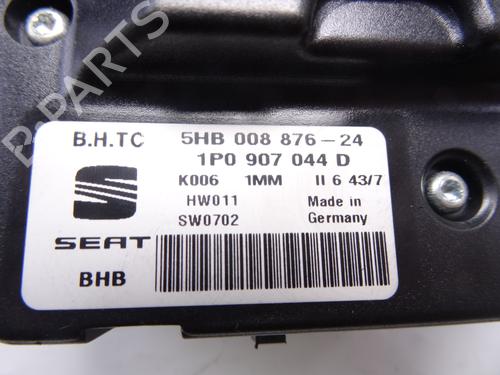 B.H.TC 5HB 008 876-24
1P0 907 044 D
K006 1MM II 6 43/7
HW011 Made in
SW0702 Germany
SEAT
BHB
B-PARTS